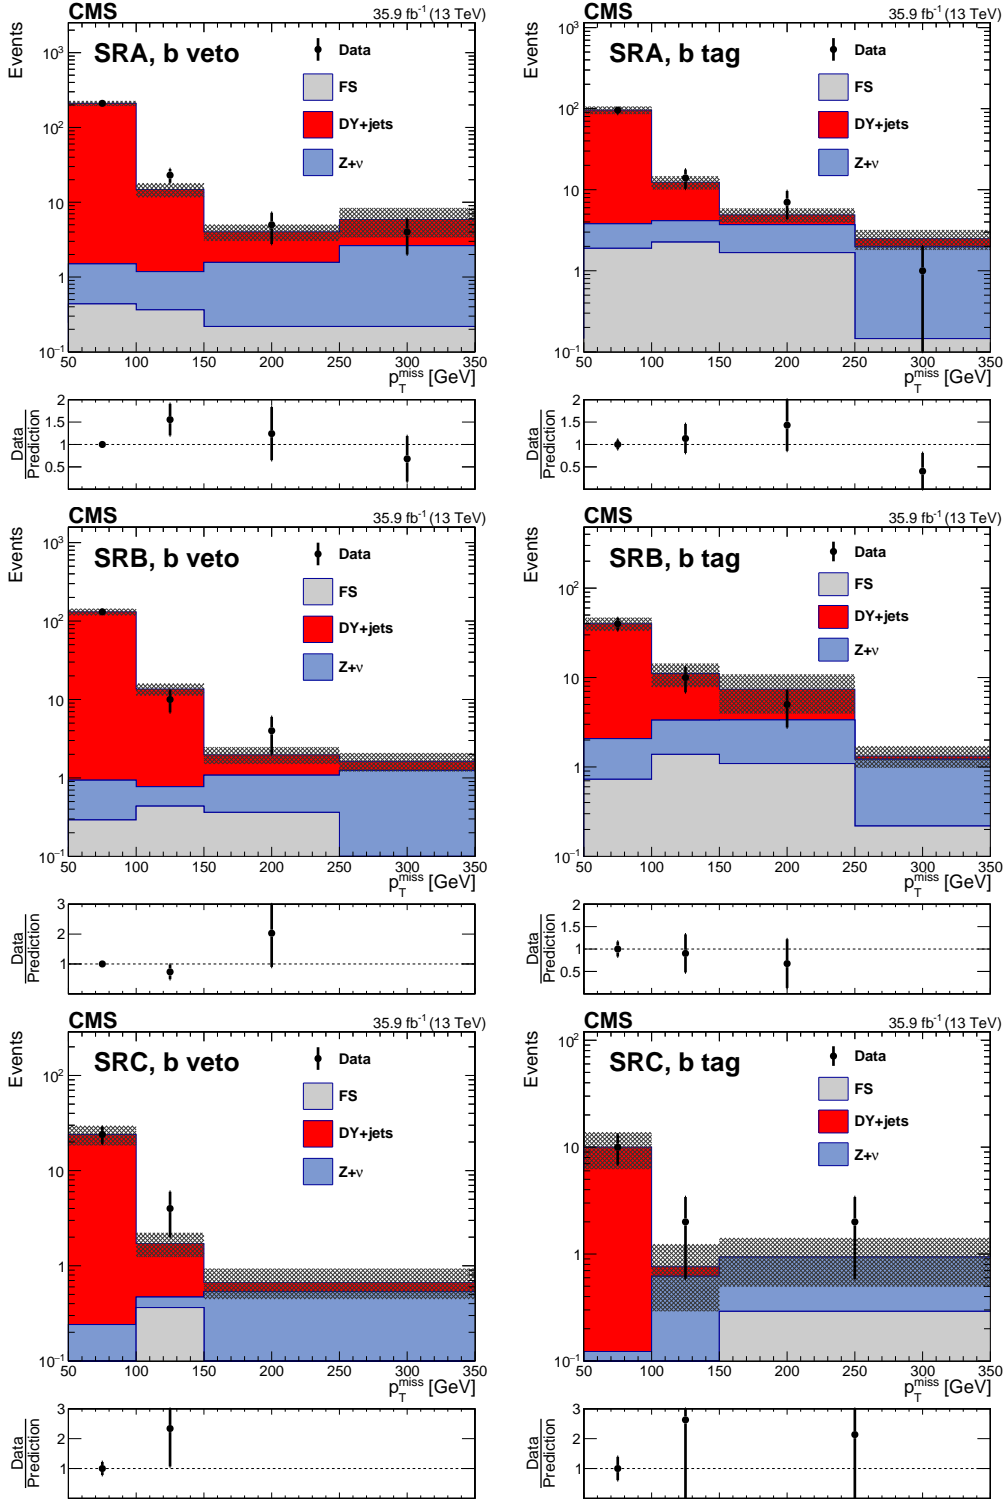 CMS 35.9 fb⁻¹ (13 TeV)
Events
SRA, b veto
Data
FS
DY+jets
Z+ν
10³
10²
10
1
10⁻¹
50 100 150 200 250 300 350
p_T^miss [GeV]
Data
Prediction
2
1.5
1
0.5
CMS 35.9 fb⁻¹ (13 TeV)
Events
SRA, b tag
Data
FS
DY+jets
Z+ν
10³
10²
10
1
10⁻¹
50 100 150 200 250 300 350
p_T^miss [GeV]
Data
Prediction
2
1.5
1
0.5
CMS 35.9 fb⁻¹ (13 TeV)
Events
SRB, b veto
Data
FS
DY+jets
Z+ν
10³
10²
10
1
10⁻¹
50 100 150 200 250 300 350
p_T^miss [GeV]
Data
Prediction
3
2
1
CMS 35.9 fb⁻¹ (13 TeV)
Events
SRB, b tag
Data
FS
DY+jets
Z+ν
10²
10
1
10⁻¹
50 100 150 200 250 300 350
p_T^miss [GeV]
Data
Prediction
2
1.5
1
0.5
CMS 35.9 fb⁻¹ (13 TeV)
Events
SRC, b veto
Data
FS
DY+jets
Z+ν
10²
10
1
10⁻¹
50 100 150 200 250 300 350
p_T^miss [GeV]
Data
Prediction
3
2
1
CMS 35.9 fb⁻¹ (13 TeV)
Events
SRC, b tag
Data
FS
DY+jets
Z+ν
10²
10
1
10⁻¹
50 100 150 200 250 300 350
p_T^miss [GeV]
Data
Prediction
3
2
1